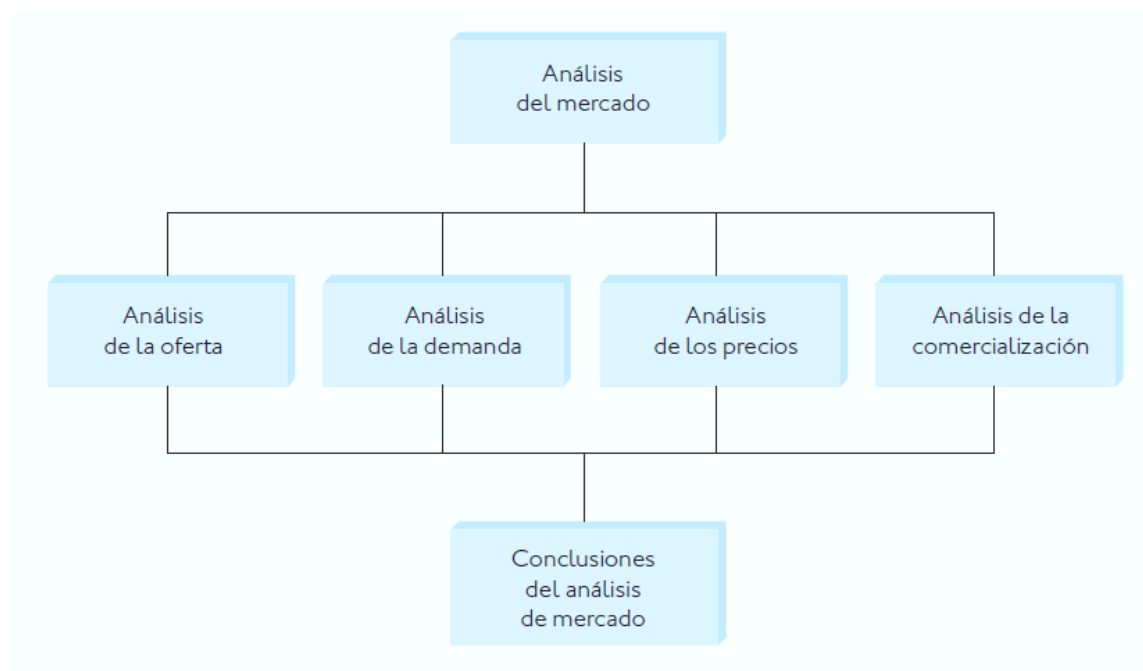 Análisis
del mercado
Análisis
de la oferta
Análisis
de la demanda
Análisis
de los precios
Análisis de la
comercialización
Conclusiones
del análisis
de mercado